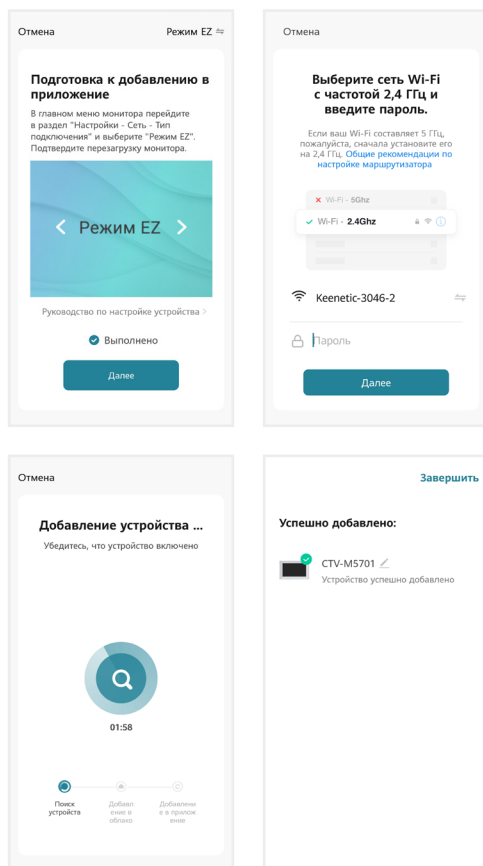 Отмена
Режим EZ
Подготовка к добавлению в
приложение
В главном меню монитора перейдите
в раздел "Настройки - Сеть - Тип
подключения" и выберите "Режим EZ".
Подтвердите перезагрузку монитора.
Режим EZ
Руководство по настройке устройства >
Выполнено
Далее
Отмена
Выберите сеть Wi-Fi
с частотой 2,4 ГГц и
введите пароль.
Если ваш Wi-Fi составляет 5 ГГц,
пожалуйста, сначала установите его
на 2,4 ГГц. Общие рекомендации по
настройке маршрутизатора
Wi-Fi - 5Ghz
Wi-Fi - 2.4Ghz
Keenetic-3046-2
Пароль
Далее
Отмена
Добавление устройства ...
Убедитесь, что устройство включено
01:58
Поиск
устройств
Добавл
ение в
облако
Добавлени
е в прилож
ение
Завершить
Успешно добавлено:
CTV-M5701
Устройство успешно добавлено